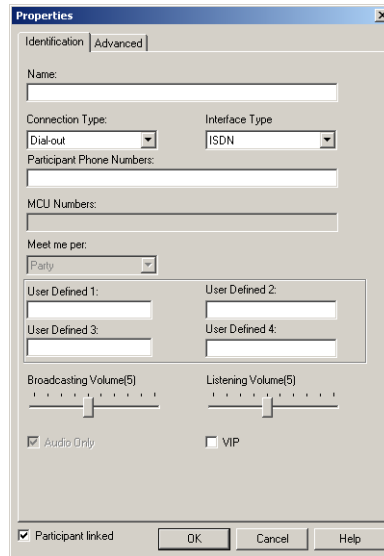 Properties
Identification Advanced
Name:
Connection Type: Interface Type
Dial-out ISDN
Participant Phone Numbers:
MCU Numbers:
Meet me per:
Party
User Defined 1: User Defined 2:
User Defined 3: User Defined 4:
Broadcasting Volume(5) Listening Volume(5)
Audio Only VIP
Participant linked OK Cancel Help